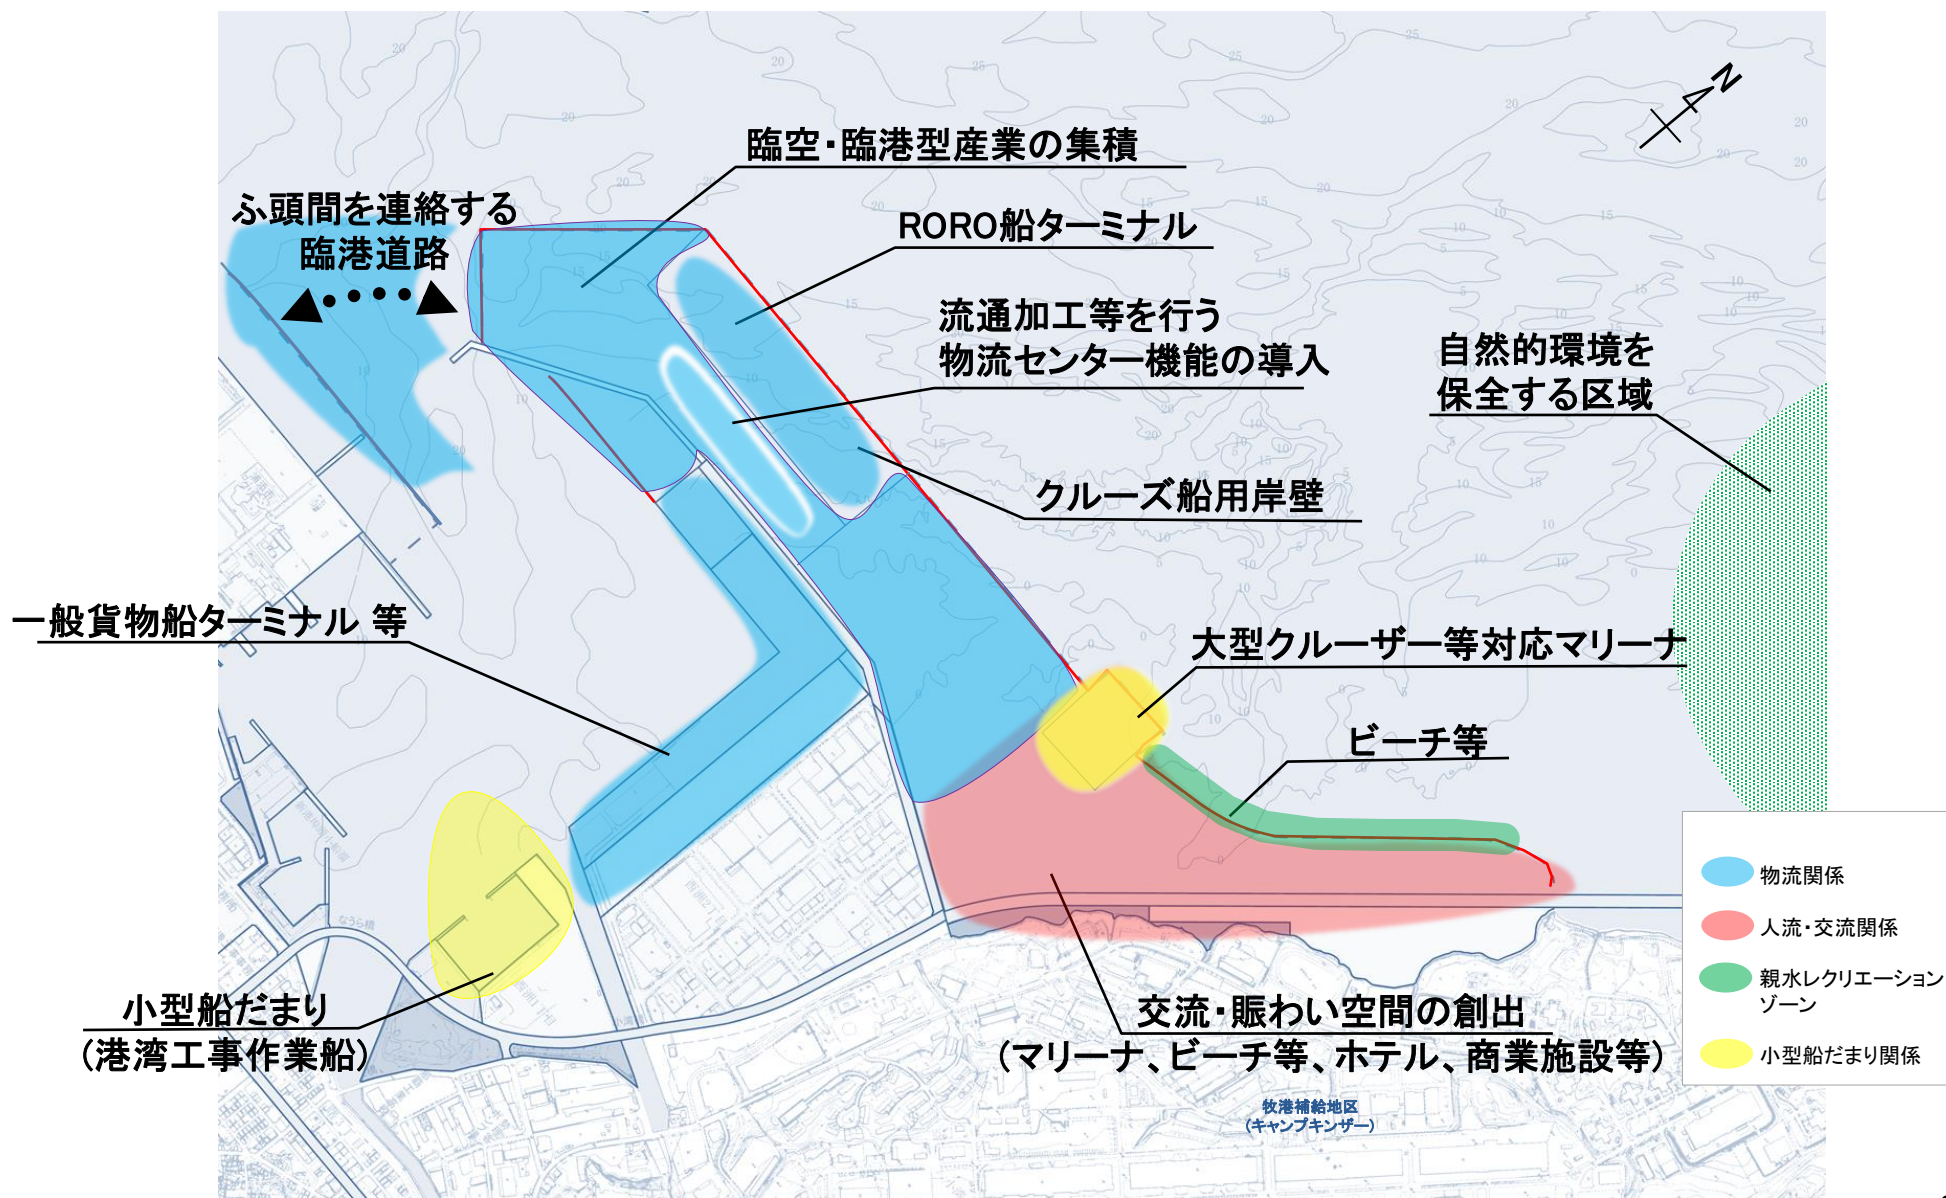 N
臨空・臨港型産業の集積
ふ頭間を連絡する
臨港道路
RORO船ターミナル
流通加工等を行う
物流センター機能の導入
自然的環境を
保全する区域
クルーズ船用岸壁
一般貨物船ターミナル 等
大型クルーザー等対応マリーナ
ビーチ等
物流関係
人流・交流関係
親水レクリエーション
ゾーン
小型船だまり関係
小型船だまり
(港湾工事作業船)
交流・賑わい空間の創出
(マリーナ、ビーチ等、ホテル、商業施設等)
牧港補給地区
(キャンプキンザー)